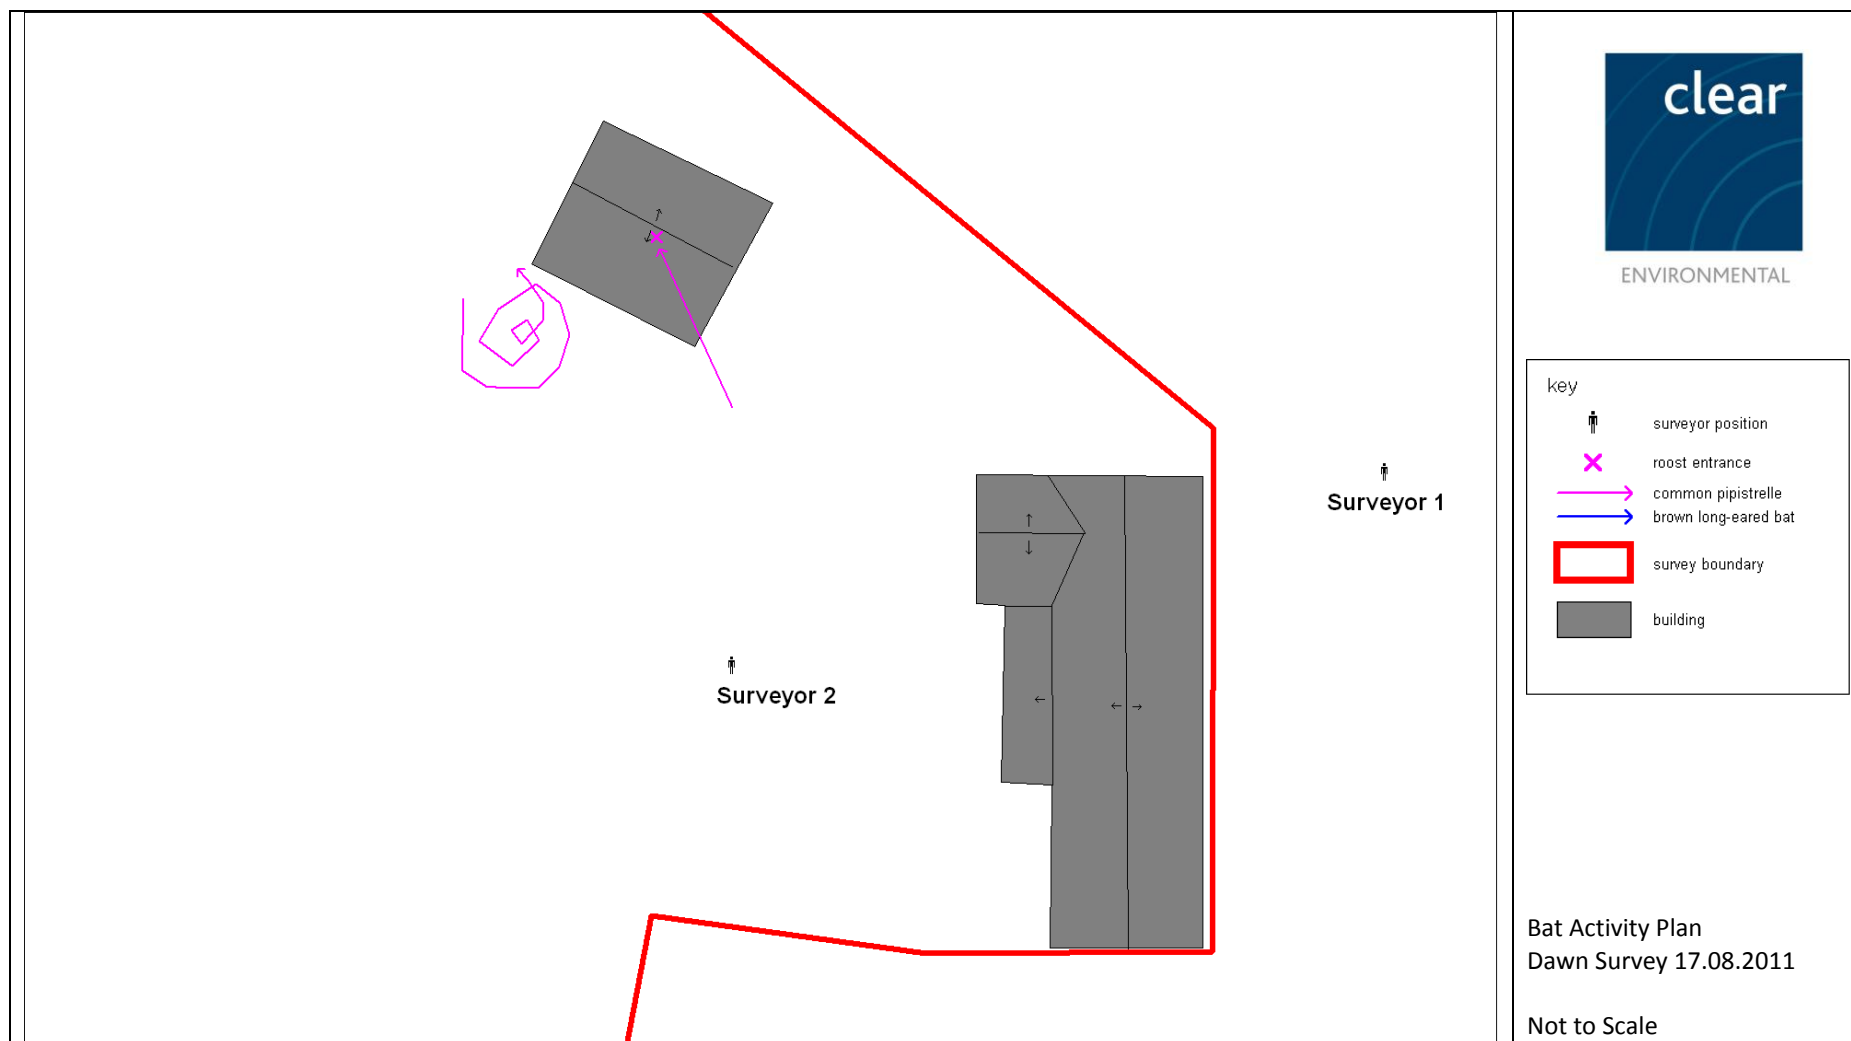 clear
ENVIRONMENTAL
key
surveyor position
roost entrance
common pipistrelle
brown long-eared bat
survey boundary
building
Surveyor 1
Surveyor 2
Bat Activity Plan
Dawn Survey 17.08.2011
Not to Scale